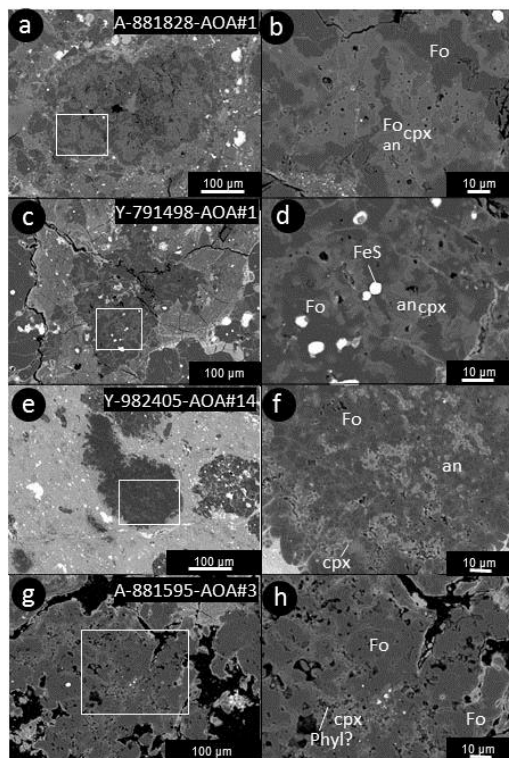 a
A-881828-AOA#1
100 µm
b
Fo
Fo cpx
an
10 µm
c
Y-791498-AOA#1
100 µm
d
FeS
Fo
an cpx
10 µm
e
Y-982405-AOA#14
100 µm
f
Fo
an
cpx
10 µm
g
A-881595-AOA#3
100 µm
h
Fo
cpx
Phyl?
Fo
10 µm